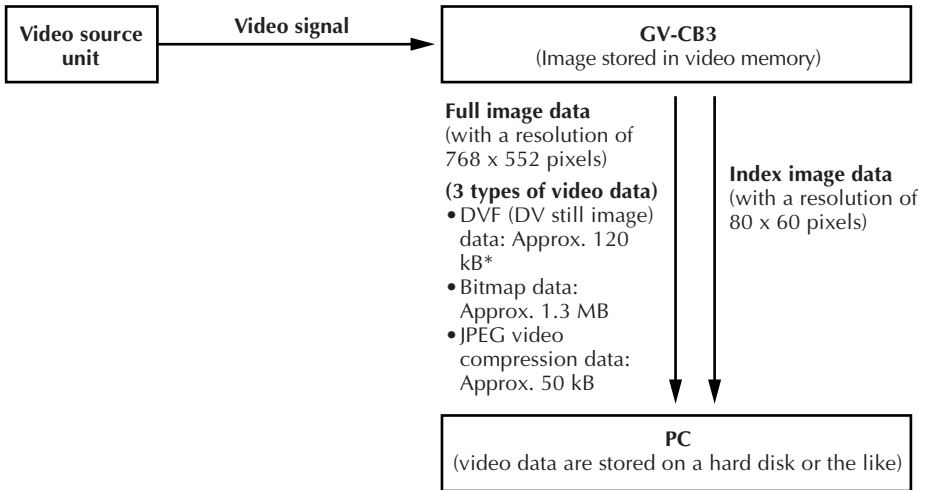 Video source
unit
Video signal
GV-CB3
(Image stored in video memory)
Full image data
(with a resolution of
768 x 552 pixels)
(3 types of video data)
•DVF (DV still image)
data: Approx. 120
kB*
•Bitmap data:
Approx. 1.3 MB
•JPEG video
compression data:
Approx. 50 kB
Index image data
(with a resolution of
80 x 60 pixels)
PC
(video data are stored on a hard disk or the like)